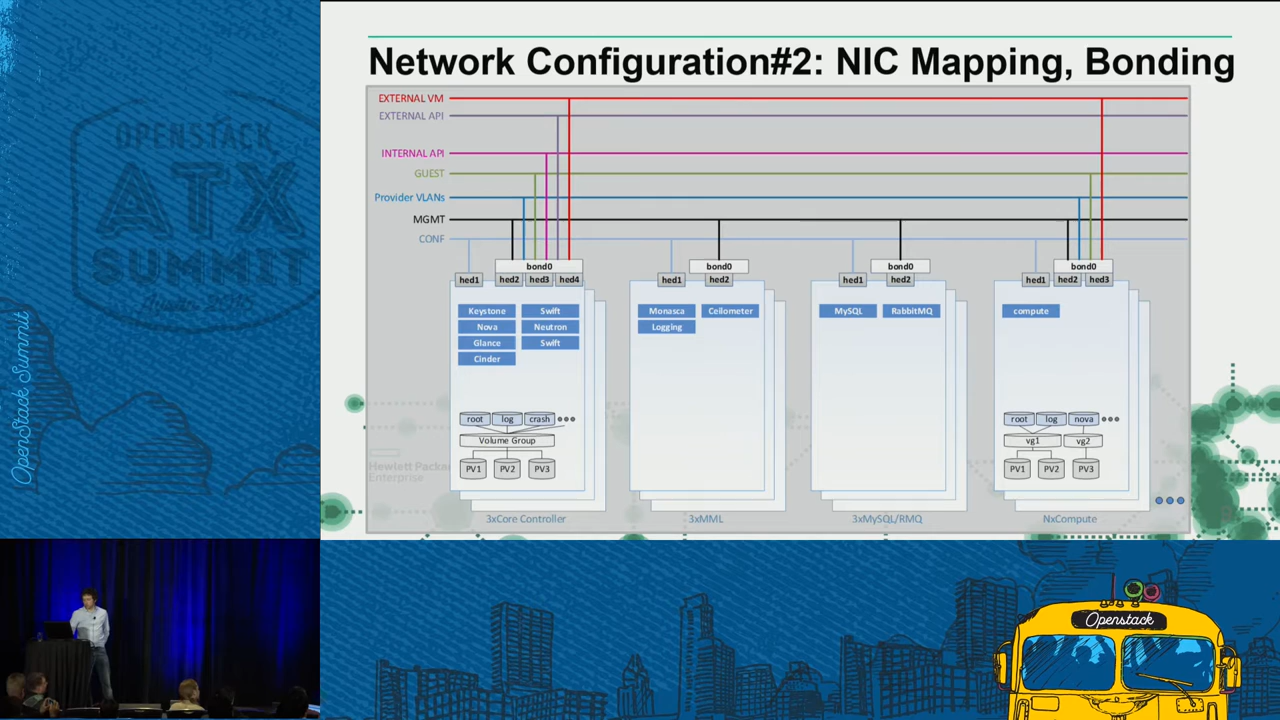 OPENSTACK
ATX
SUMMIT
OpenStack Summit
Network Configuration#2: NIC Mapping, Bonding
EXTERNAL VM
EXTERNAL API
INTERNAL API
GUEST
Provider VLANs
MGMT
CONF
bond0
hed1
hed2
hed3
hed4
Keystone
Swift
Nova
Neutron
Glance
Swift
Cinder
root
log
crash
Volume Group
PV1
PV2
PV3
3xCore Controller
bond0
hed1
hed2
Monasca
Ceilometer
Logging
3xMML
bond0
hed1
hed2
MySQL
RabbitMQ
3xMySQL/RMQ
bond0
hed1
hed2
hed3
compute
root
log
nova
vg1
vg2
PV1
PV2
PV3
NxCompute
Hewlett Packa
Enterprise
Openstack